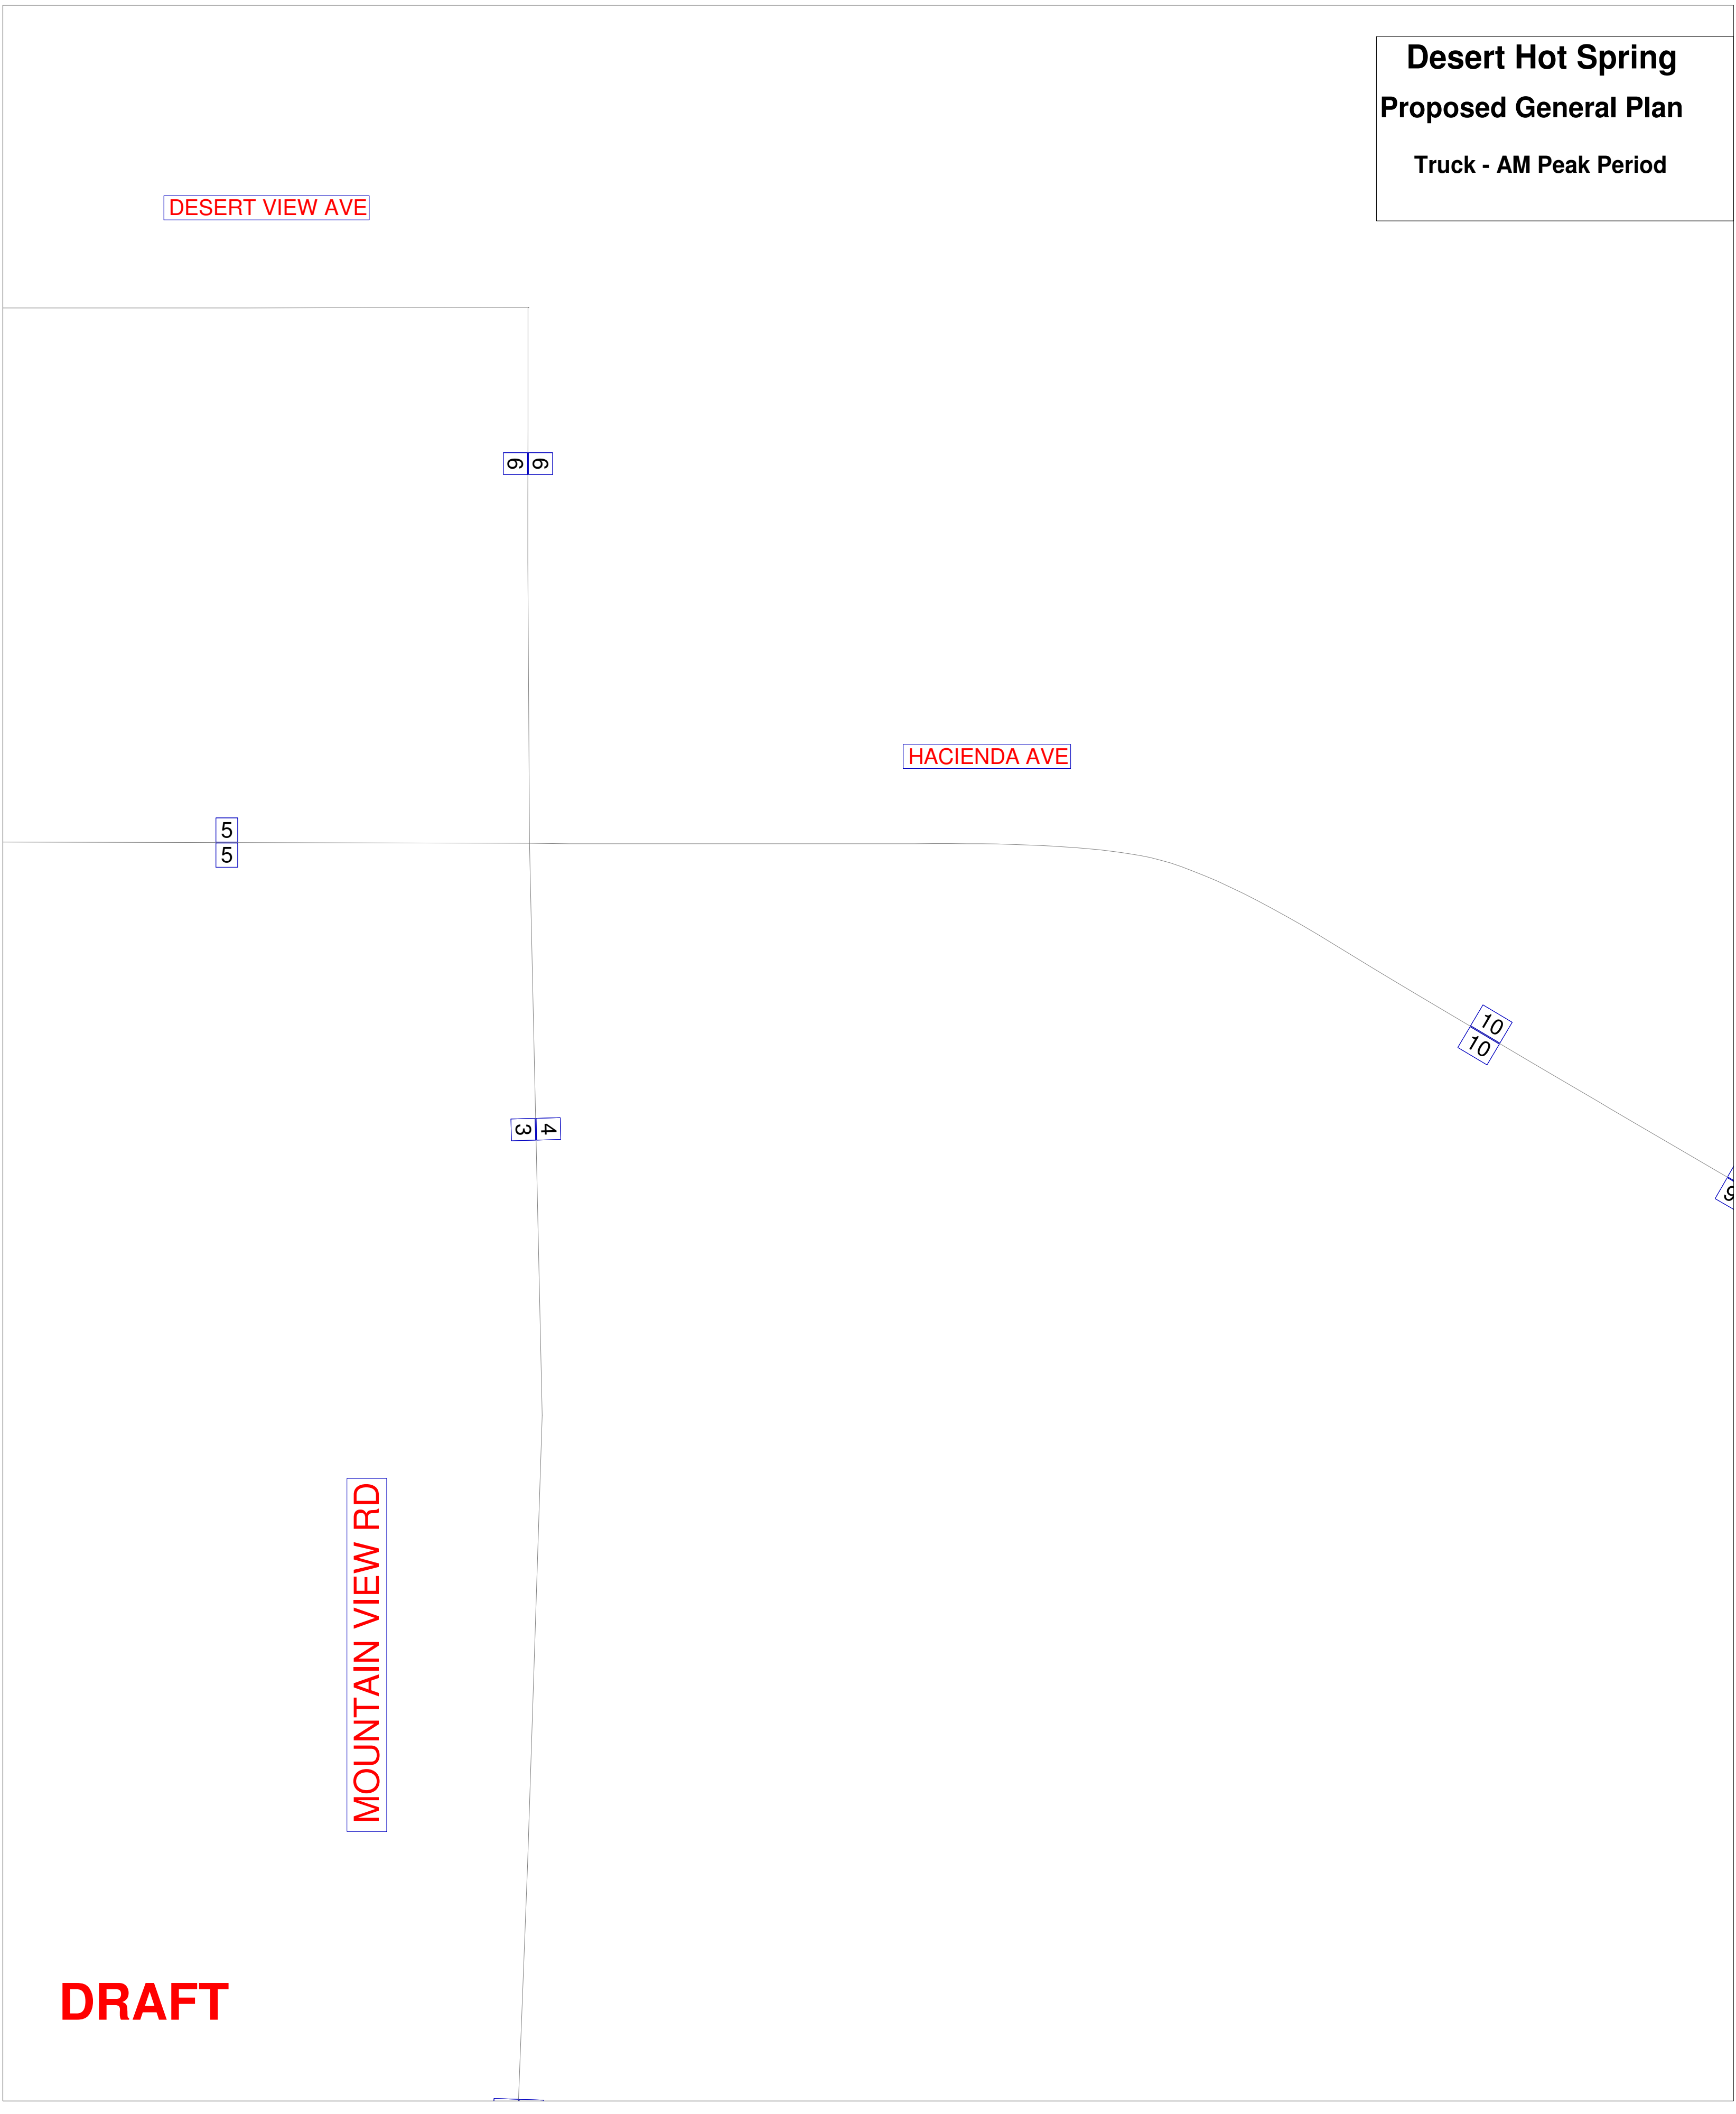 Desert Hot Spring
Proposed General Plan
Truck - AM Peak Period
DESERT VIEW AVE
6 6
HACIENDA AVE
5
5
10
10
3 4
9
MOUNTAIN VIEW RD
DRAFT